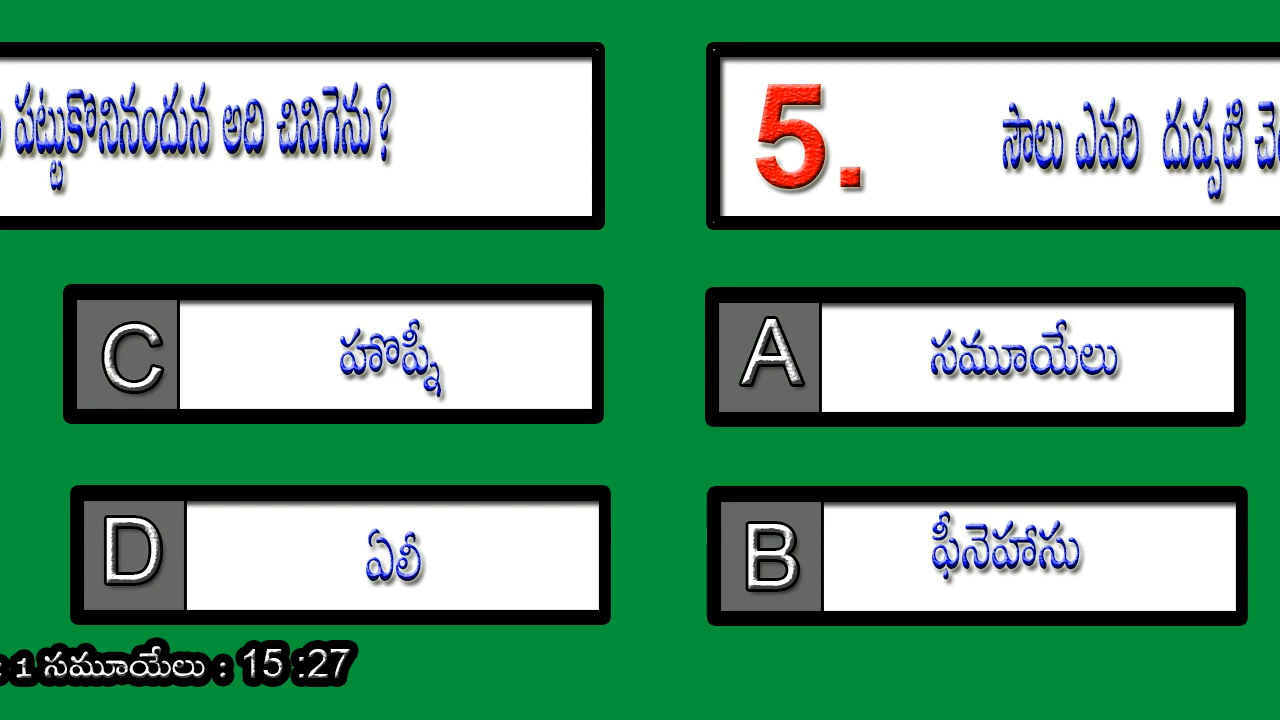 పట్టుకొనినందున అది చినిగెను?
C హొఫ్నీ
D ఏలీ
1 సమూయేలు : 15 :27
5. సాలు ఎవరి దుప్పటి
A సమూయేలు
B ఫీనెహాసు